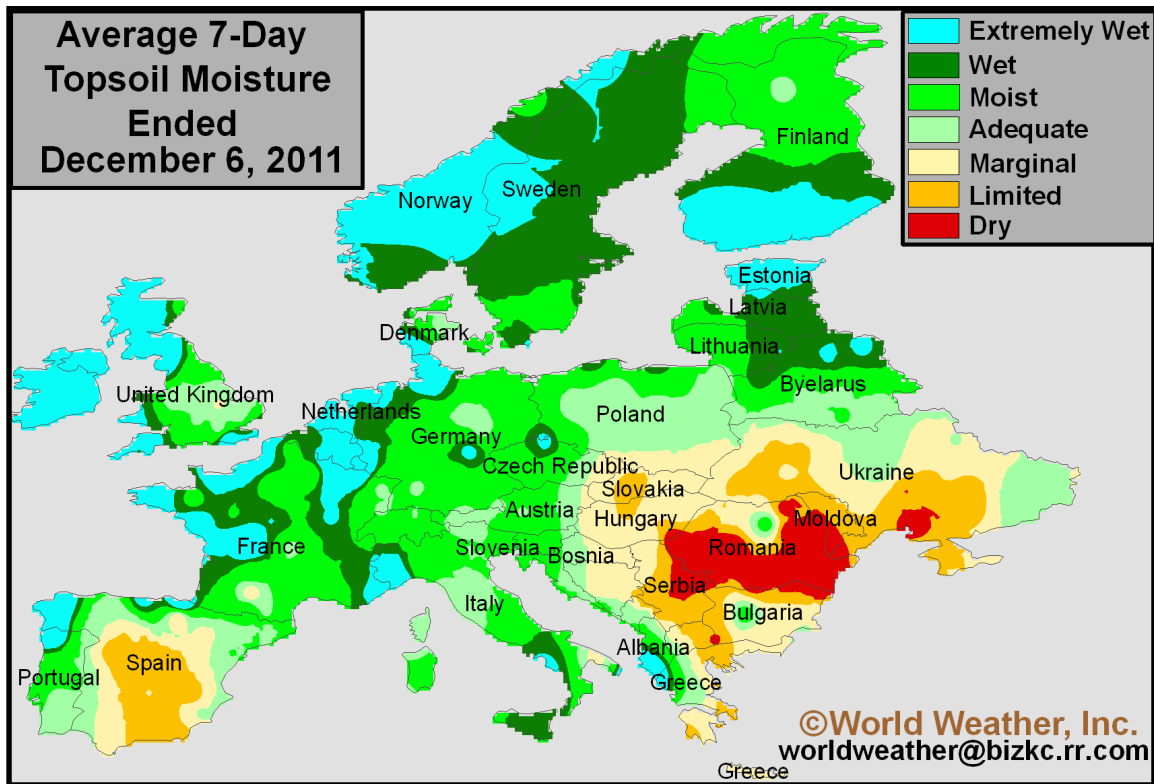 Average 7-Day
Topsoil Moisture
Ended
December 6, 2011
Extremely Wet
Wet
Moist
Adequate
Marginal
Limited
Dry
Finland
Norway
Sweden
Estonia
Latvia
Denmark
Lithuania
Byelarus
United Kingdom
Netherlands
Poland
Germany
Czech Republic
Ukraine
Slovakia
Austria
Hungary
Moldova
France
Slovenia
Bosnia
Romania
Serbia
Italy
Bulgaria
Albania
Spain
Portugal
Greece
©World Weather, Inc.
worldweather@bizkc.rr.com
Greece